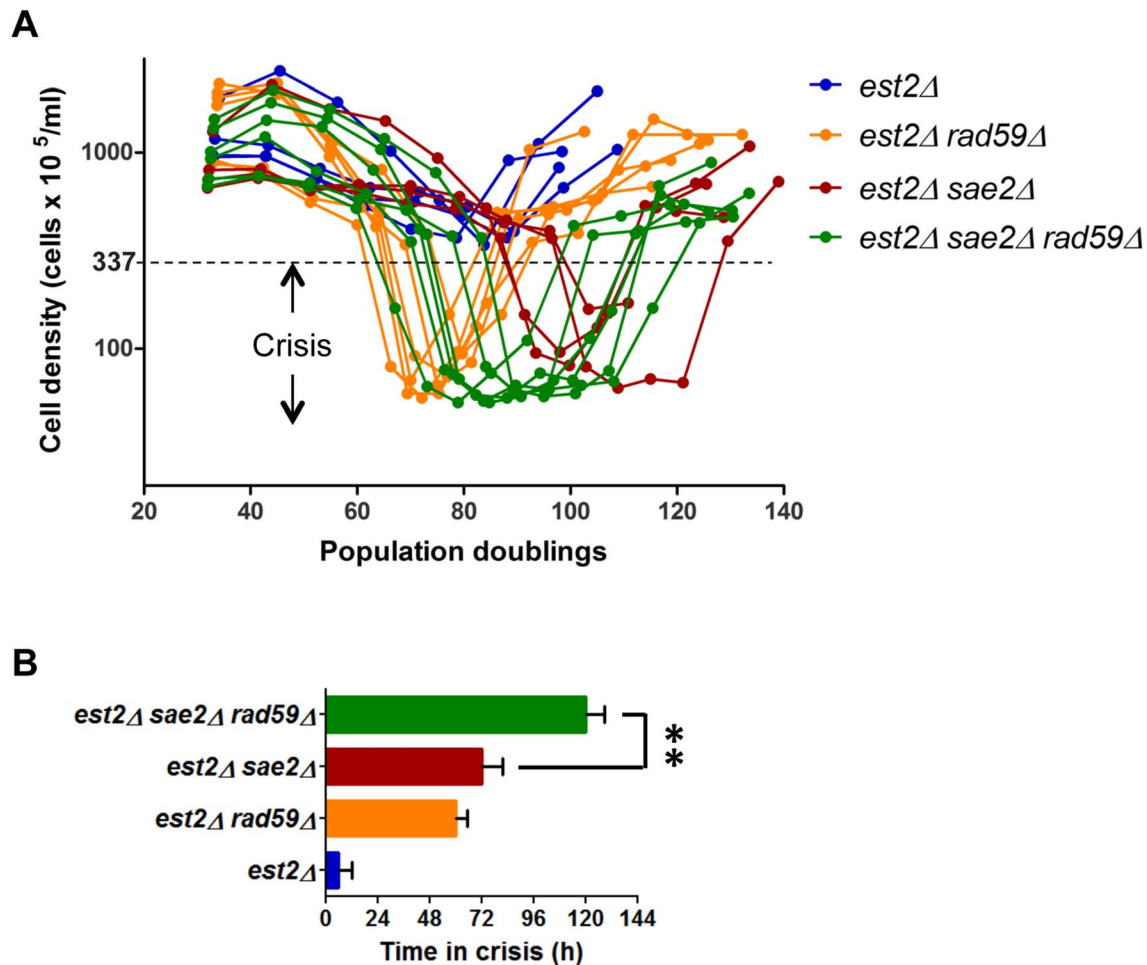 A
Cell density (cells x 10 5/ml)
1000
337
100
Crisis
20 40 60 80 100 120 140
Population doublings
est2Δ
est2Δ rad59Δ
est2Δ sae2Δ
est2Δ sae2Δ rad59Δ
B
est2Δ sae2Δ rad59Δ
est2Δ sae2Δ
est2Δ rad59Δ
est2Δ
**
0 24 48 72 96 120 144
Time in crisis (h)